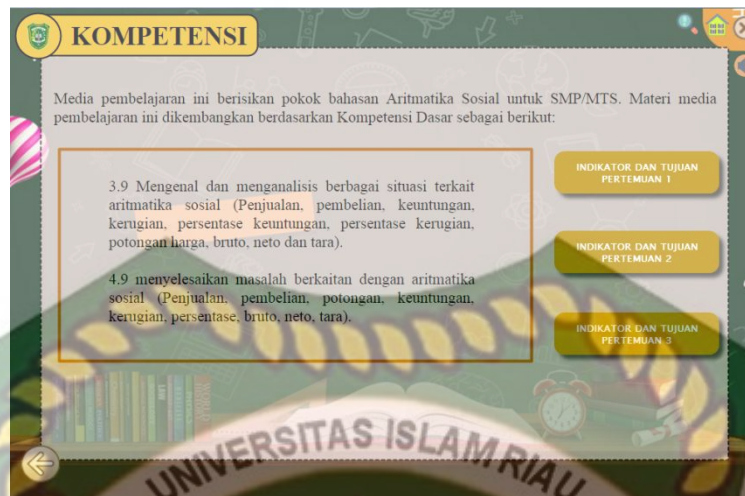 KOMPETENSI
Media pembelajaran ini berisikan pokok bahasan Aritmatika Sosial untuk SMP/MTS. Materi media
pembelajaran ini dikembangkan berdasarkan Kompetensi Dasar sebagai berikut:
3.9 Mengenal dan menganalisis berbagai situasi terkait
aritmatika sosial (Penjualan, pembelian, keuntungan,
kerugian, persentase keuntungan, persentase kerugian,
potongan harga, bruto, neto dan tara).
4.9 menyelesaikan masalah berkaitan dengan aritmatika
sosial (Penjualan, pembelian, potongan, keuntungan,
kerugian, persentase, bruto, neto, tara).
INDIKATOR DAN TUJUAN
PERTEMUAN 1
INDIKATOR DAN TUJUAN
PERTEMUAN 2
INDIKATOR DAN TUJUAN
PERTEMUAN 3
UNIVERSITAS ISLAM RIAU